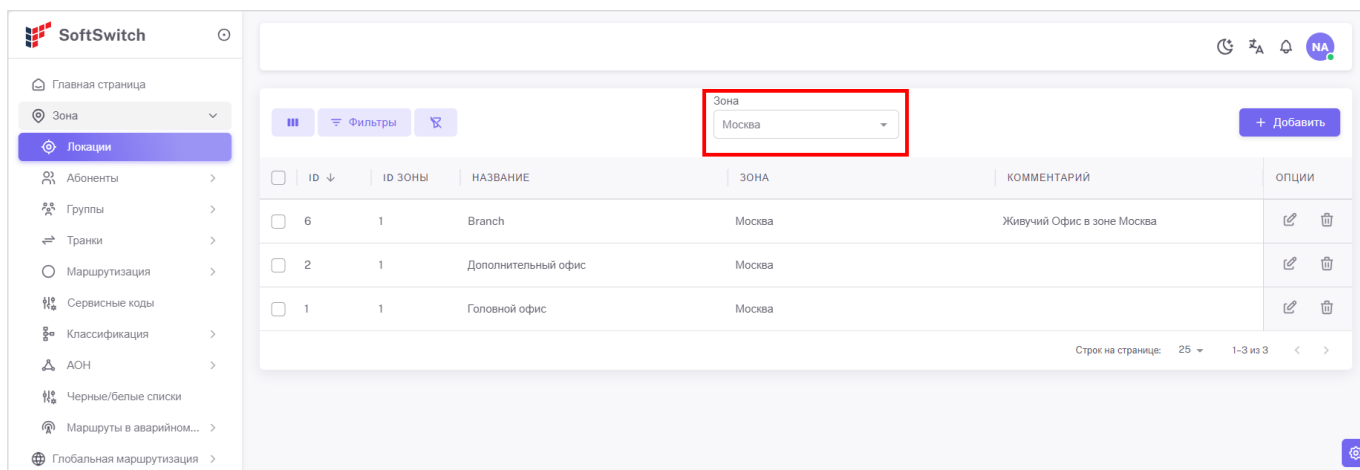 SoftSwitch
NA
Главная страница
Зона
Локации
Абоненты
Группы
Транки
Маршрутизация
Сервисные коды
Классификация
АОН
Черные/белые списки
Маршруты в аварийном...
Глобальная маршрутизация
Фильтры
Зона
Москва
+ Добавить
ID ↓ ID ЗОНЫ НАЗВАНИЕ ЗОНА КОММЕНТАРИЙ ОПЦИИ
6 1 Branch Москва Живучий Офис в зоне Москва
2 1 Дополнительный офис Москва
1 1 Головной офис Москва
Строк на странице: 25 1–3 из 3